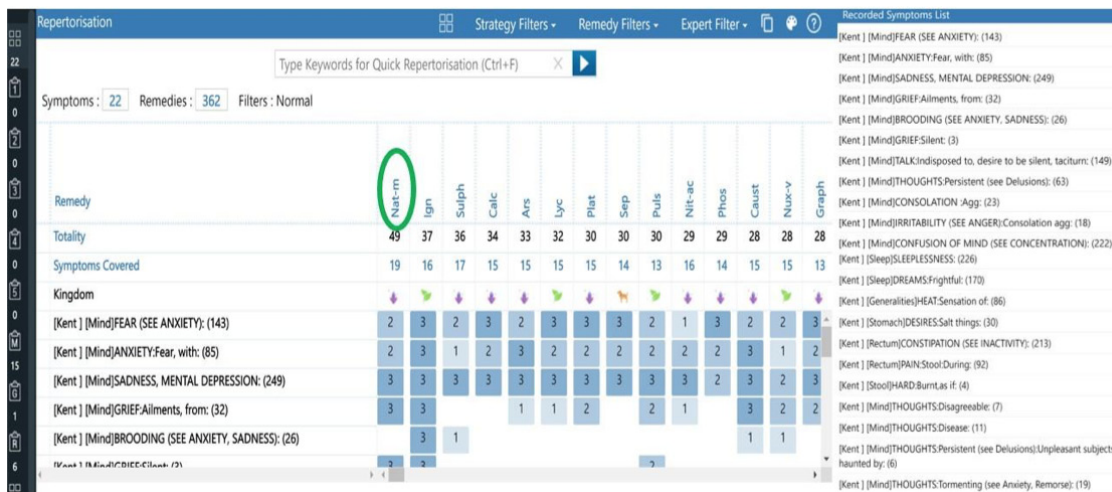 Repertorisation
Strategy Filters
Remedy Filters
Expert Filter
Type Keywords for Quick Repertorisation (Ctrl+F)
Symptoms : 22 Remedies : 362 Filters : Normal
Remedy Nat-m Ign Sulph Calc Ars Lyc Plat Sep Puls Nit-ac Phos Caust Nux-v Graph
Totality 49 37 36 34 33 32 30 30 30 29 29 28 28 28
Symptoms Covered 19 16 17 15 15 15 15 14 13 16 14 15 15 13
Kingdom
[Kent ] [Mind]FEAR (SEE ANXIETY): (143) 2 3 2 3 2 3 3 3 2 1 3 2 2 3
[Kent ] [Mind]ANXIETY:Fear, with: (85) 2 3 1 2 3 2 2 2 2 2 2 3 1 2
[Kent ] [Mind]SADNESS, MENTAL DEPRESSION: (249) 3 3 3 3 3 3 3 3 3 3 2 3 2 3
[Kent ] [Mind]GRIEF:Ailments, from: (32) 3 3 1 1 2 2 1 3 2 2
[Kent ] [Mind]BROODING (SEE ANXIETY, SADNESS): (26) 3 1 1 1
[Kent ] [Mind]GRIEF:Silent: (3) 3 3 2
22
1
0
2
0
3
0
4
0
5
0
M
15
G
1
R
6
Recorded Symptoms List
[Kent ] [Mind]FEAR (SEE ANXIETY): (143)
[Kent ] [Mind]ANXIETY:Fear, with: (85)
[Kent ] [Mind]SADNESS, MENTAL DEPRESSION: (249)
[Kent ] [Mind]GRIEF:Ailments, from: (32)
[Kent ] [Mind]BROODING (SEE ANXIETY, SADNESS): (26)
[Kent ] [Mind]GRIEF:Silent: (3)
[Kent ] [Mind]TALK:Indisposed to, desire to be silent, taciturn: (149)
[Kent ] [Mind]THOUGHTS:Persistent (see Delusions): (63)
[Kent ] [Mind]CONSOLATION :Agg: (23)
[Kent ] [Mind]IRRITABILITY (SEE ANGER):Consolation agg: (18)
[Kent ] [Mind]CONFUSION OF MIND (SEE CONCENTRATION): (222)
[Kent ] [Sleep]SLEEPLESSNESS: (226)
[Kent ] [Sleep]DREAMS:Frightful: (170)
[Kent ] [Generalities]HEAT:Sensation of: (86)
[Kent ] [Stomach]DESIRES:Salt things: (30)
[Kent ] [Rectum]CONSTIPATION (SEE INACTIVITY): (213)
[Kent ] [Rectum]PAIN:Stool:During: (92)
[Kent ] [Stool]HARD:Burnt,as if: (4)
[Kent ] [Mind]THOUGHTS:Disagreeable: (7)
[Kent ] [Mind]THOUGHTS:Disease: (11)
[Kent ] [Mind]THOUGHTS:Persistent (see Delusions):Unpleasant subjects
haunted by: (6)
[Kent ] [Mind]THOUGHTS:Tormenting (see Anxiety, Remorse): (19)